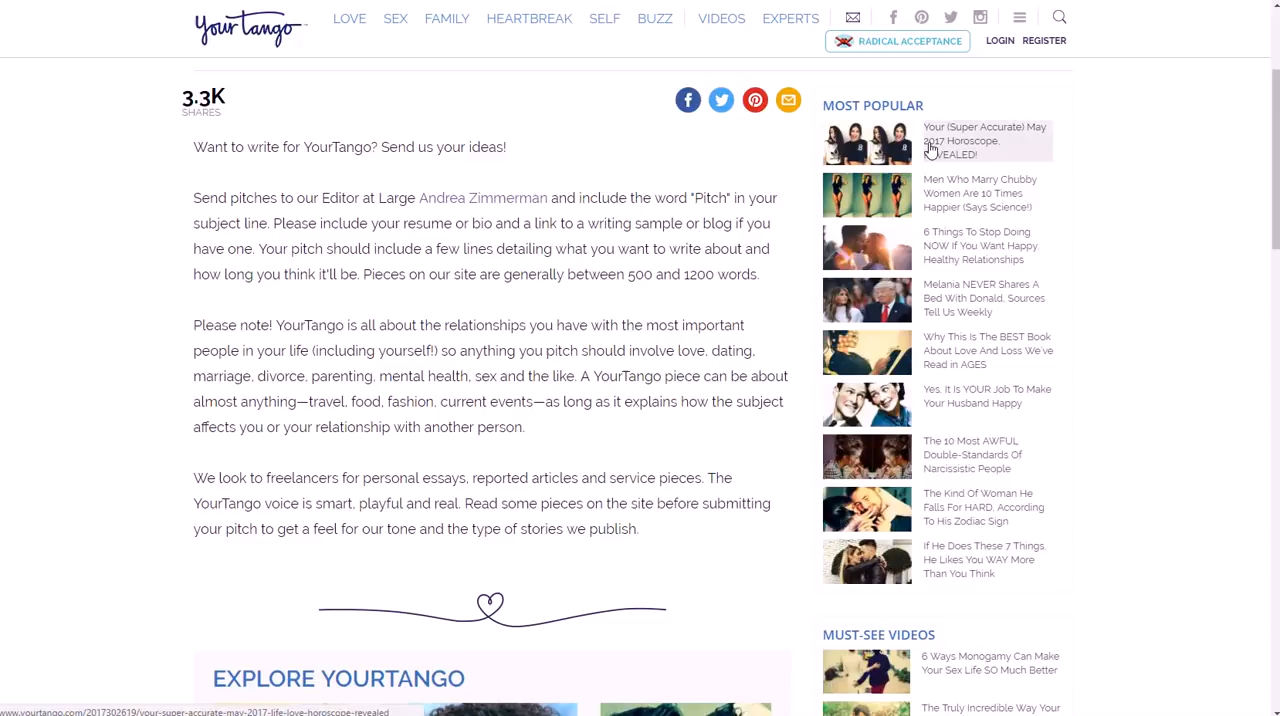 yourtango
LOVE SEX FAMILY HEARTBREAK SELF BUZZ VIDEOS EXPERTS
RADICAL ACCEPTANCE LOGIN REGISTER
3.3K
SHARES
Want to write for YourTango? Send us your ideas!
Send pitches to our Editor at Large Andrea Zimmerman and include the word "Pitch" in your
subject line. Please include your resume or bio and a link to a writing sample or blog if you
have one. Your pitch should include a few lines detailing what you want to write about and
how long you think it'll be. Pieces on our site are generally between 500 and 1200 words.
Please note! YourTango is all about the relationships you have with the most important
people in your life (including yourself!) so anything you pitch should involve love, dating,
marriage, divorce, parenting, mental health, sex and the like. A YourTango piece can be about
almost anything—travel, food, fashion, current events—as long as it explains how the subject
affects you or your relationship with another person.
We look to freelancers for personal essays, reported articles and service pieces. The
YourTango voice is smart, playful and real. Read some pieces on the site before submitting
your pitch to get a feel for our tone and the type of stories we publish.
EXPLORE YOURTANGO
MOST POPULAR
Your (Super Accurate) May
2017 Horoscope,
REVEALED!
Men Who Marry Chubby
Women Are 10 Times
Happier (Says Science!)
6 Things To Stop Doing
NOW If You Want Happy,
Healthy Relationships
Melania NEVER Shares A
Bed With Donald, Sources
Tell Us Weekly
Why This Is The BEST Book
About Love And Loss We've
Read in AGES
Yes, It Is YOUR Job To Make
Your Husband Happy
The 10 Most AWFUL
Double-Standards Of
Narcissistic People
The Kind Of Woman He
Falls For HARD, According
To His Zodiac Sign
If He Does These 7 Things,
He Likes You WAY More
Than You Think
MUST-SEE VIDEOS
6 Ways Monogamy Can Make
Your Sex Life SO Much Better
The Truly Incredible Way Your
www.yourtango.com/2017302619/your-super-accurate-may-2017-life-love-horoscope-revealed